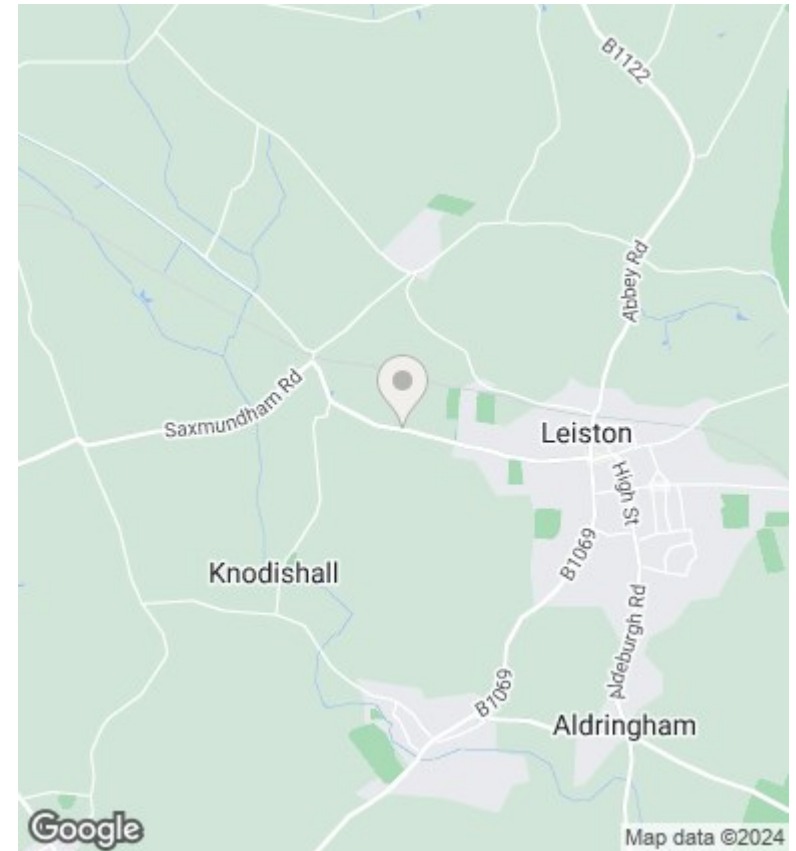 B1122
Abbey Rd
Saxmundham Rd
Leiston
High St
Knodishall
B1069
Aldeburgh Rd
B1069
Aldringham
Google
Map data ©2024